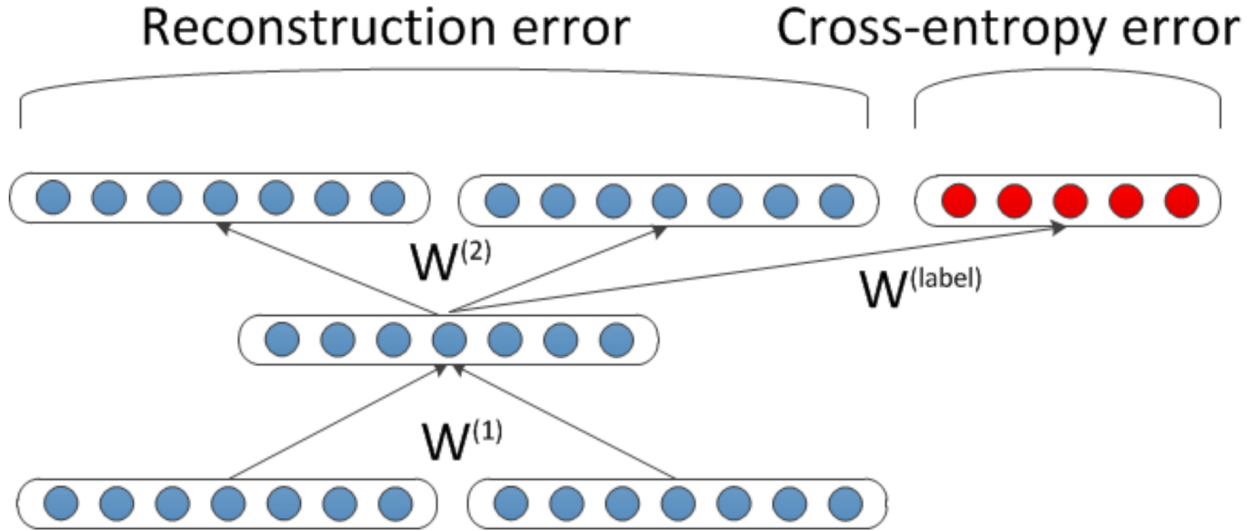 Reconstruction error
Cross-entropy error
W(2)
W(label)
W(1)